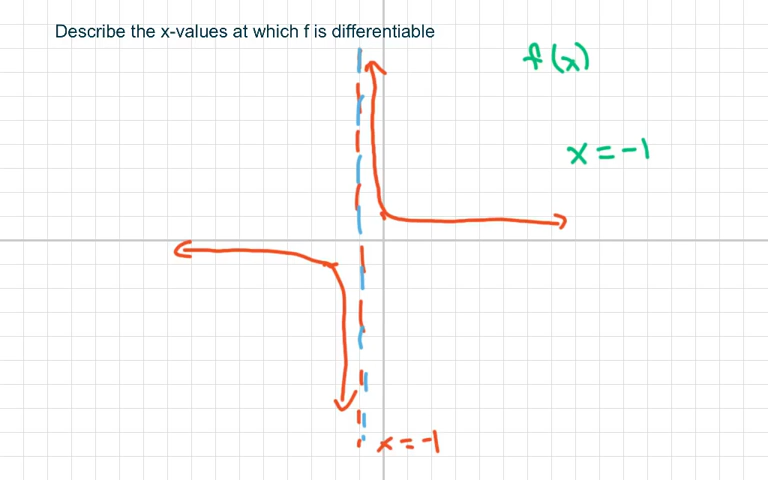 Describe the x-values at which f is differentiable
f(x)
x = -1
x = -1